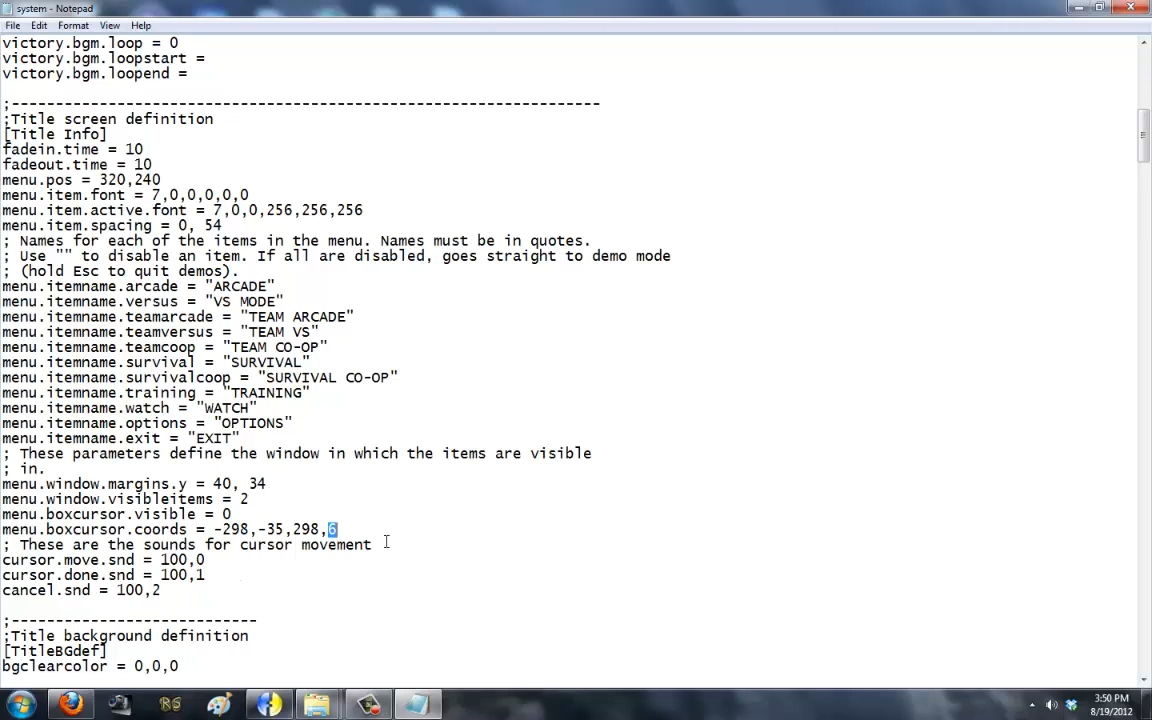 system - Notepad
File Edit Format View Help
victory.bgm.loop = 0
victory.bgm.loopstart =
victory.bgm.loopend =
;-------------------------------------------------------------------
;Title screen definition
[Title Info]
fadein.time = 10
fadeout.time = 10
menu.pos = 320,240
menu.item.font = 7,0,0,0,0,0
menu.item.active.font = 7,0,0,256,256,256
menu.item.spacing = 0, 54
; Names for each of the items in the menu. Names must be in quotes.
; Use "" to disable an item. If all are disabled, goes straight to demo mode
; (hold Esc to quit demos).
menu.itemname.arcade = "ARCADE"
menu.itemname.versus = "VS MODE"
menu.itemname.teamarcade = "TEAM ARCADE"
menu.itemname.teamversus = "TEAM VS"
menu.itemname.teamcoop = "TEAM CO-OP"
menu.itemname.survival = "SURVIVAL"
menu.itemname.survivalcoop = "SURVIVAL CO-OP"
menu.itemname.training = "TRAINING"
menu.itemname.watch = "WATCH"
menu.itemname.options = "OPTIONS"
menu.itemname.exit = "EXIT"
; These parameters define the window in which the items are visible
; in.
menu.window.margins.y = 40, 34
menu.window.visibleitems = 2
menu.boxcursor.visible = 0
menu.boxcursor.coords = -298,-35,298,6
; These are the sounds for cursor movement
cursor.move.snd = 100,0
cursor.done.snd = 100,1
cancel.snd = 100,2
;----------------------------
;Title background definition
[TitleBGdef]
bgclearcolor = 0,0,0
RS
3:50 PM
8/19/2012